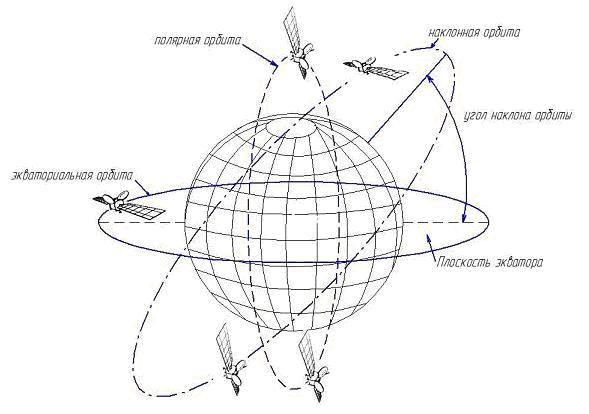 полярная орбита
наклонная орбита
угол наклона орбиты
экваториальная орбита
Плоскость экватора